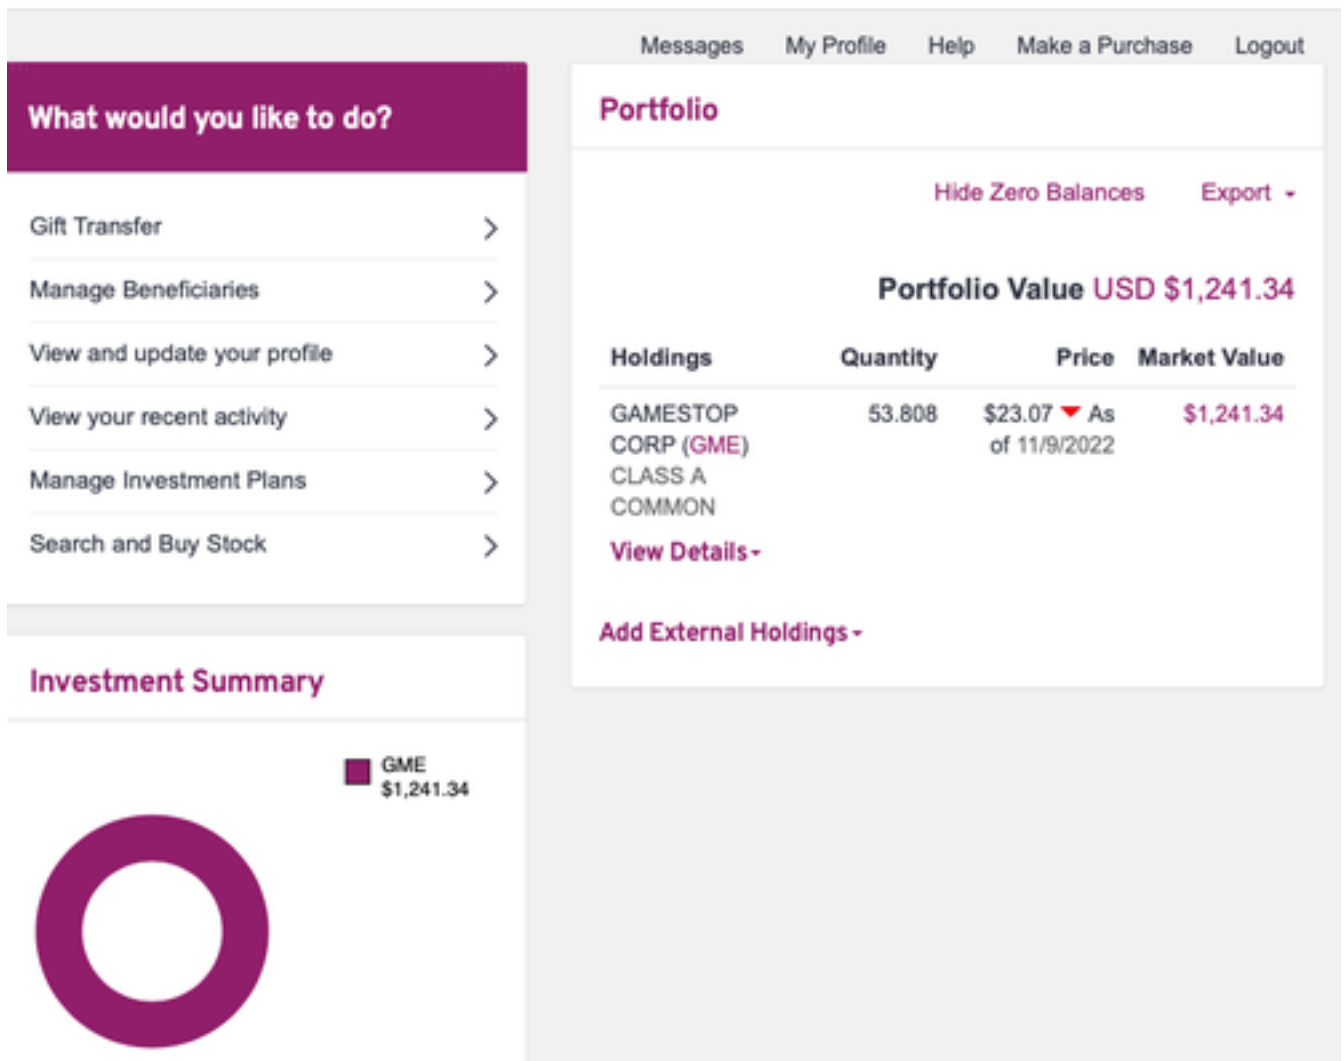 Messages My Profile Help Make a Purchase Logout
What would you like to do?
Gift Transfer
Manage Beneficiaries
View and update your profile
View your recent activity
Manage Investment Plans
Search and Buy Stock
Investment Summary
GME
$1,241.34
Portfolio
Hide Zero Balances Export
Portfolio Value USD $1,241.34
Holdings Quantity Price Market Value
GAMESTOP 53.808 $23.07 As $1,241.34
CORP (GME) of 11/9/2022
CLASS A
COMMON
View Details
Add External Holdings